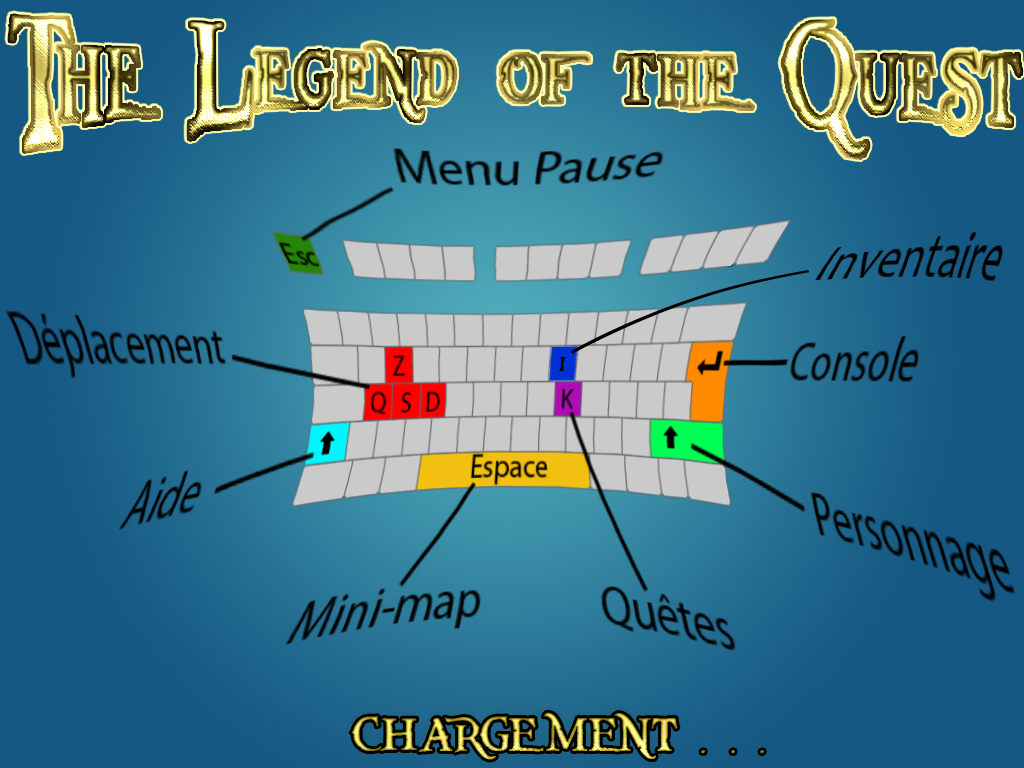 The Legend of the Quest
Menu Pause
Esc
Inventaire
Déplacement
Z
I
Console
Q S D
K
Espace
Aide
Personnage
Mini-map
Quêtes
Chargement . . .